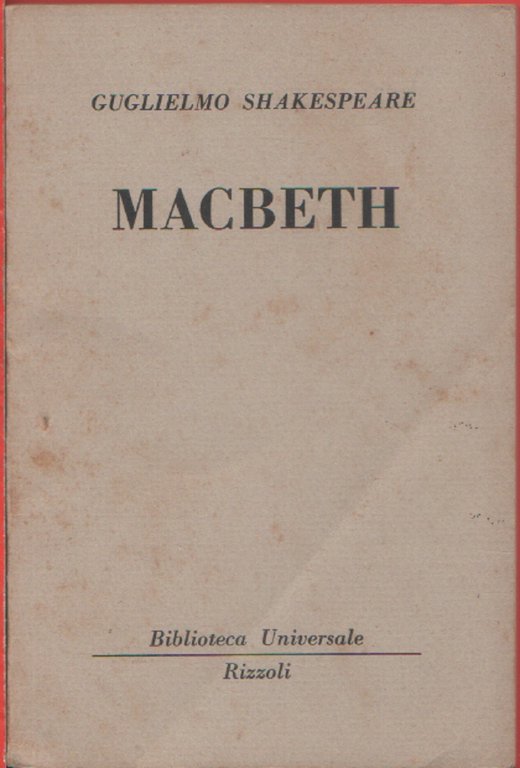 GUGLIELMO SHAKESPEARE
MACBETH
Biblioteca Universale
Rizzoli